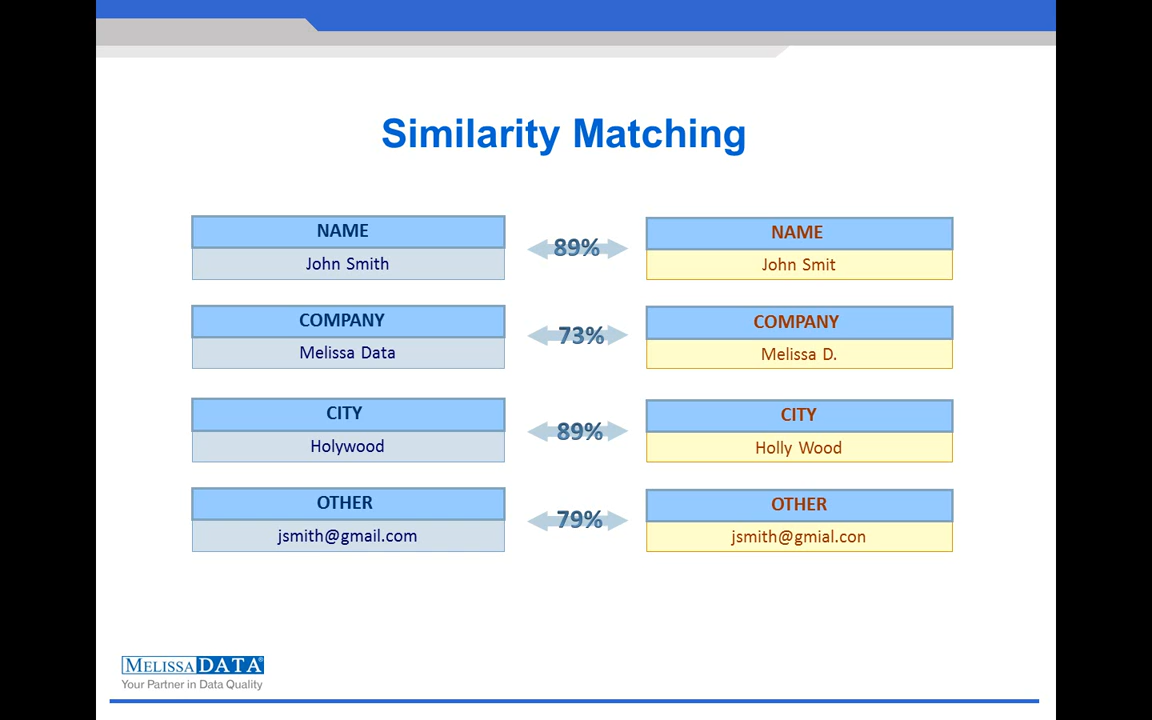 Similarity Matching
NAME
John Smith
89%
NAME
John Smit
COMPANY
Melissa Data
73%
COMPANY
Melissa D.
CITY
Holywood
89%
CITY
Holly Wood
OTHER
jsmith@gmail.com
79%
OTHER
jsmith@gmial.con
MELISSA DATA®
Your Partner in Data Quality